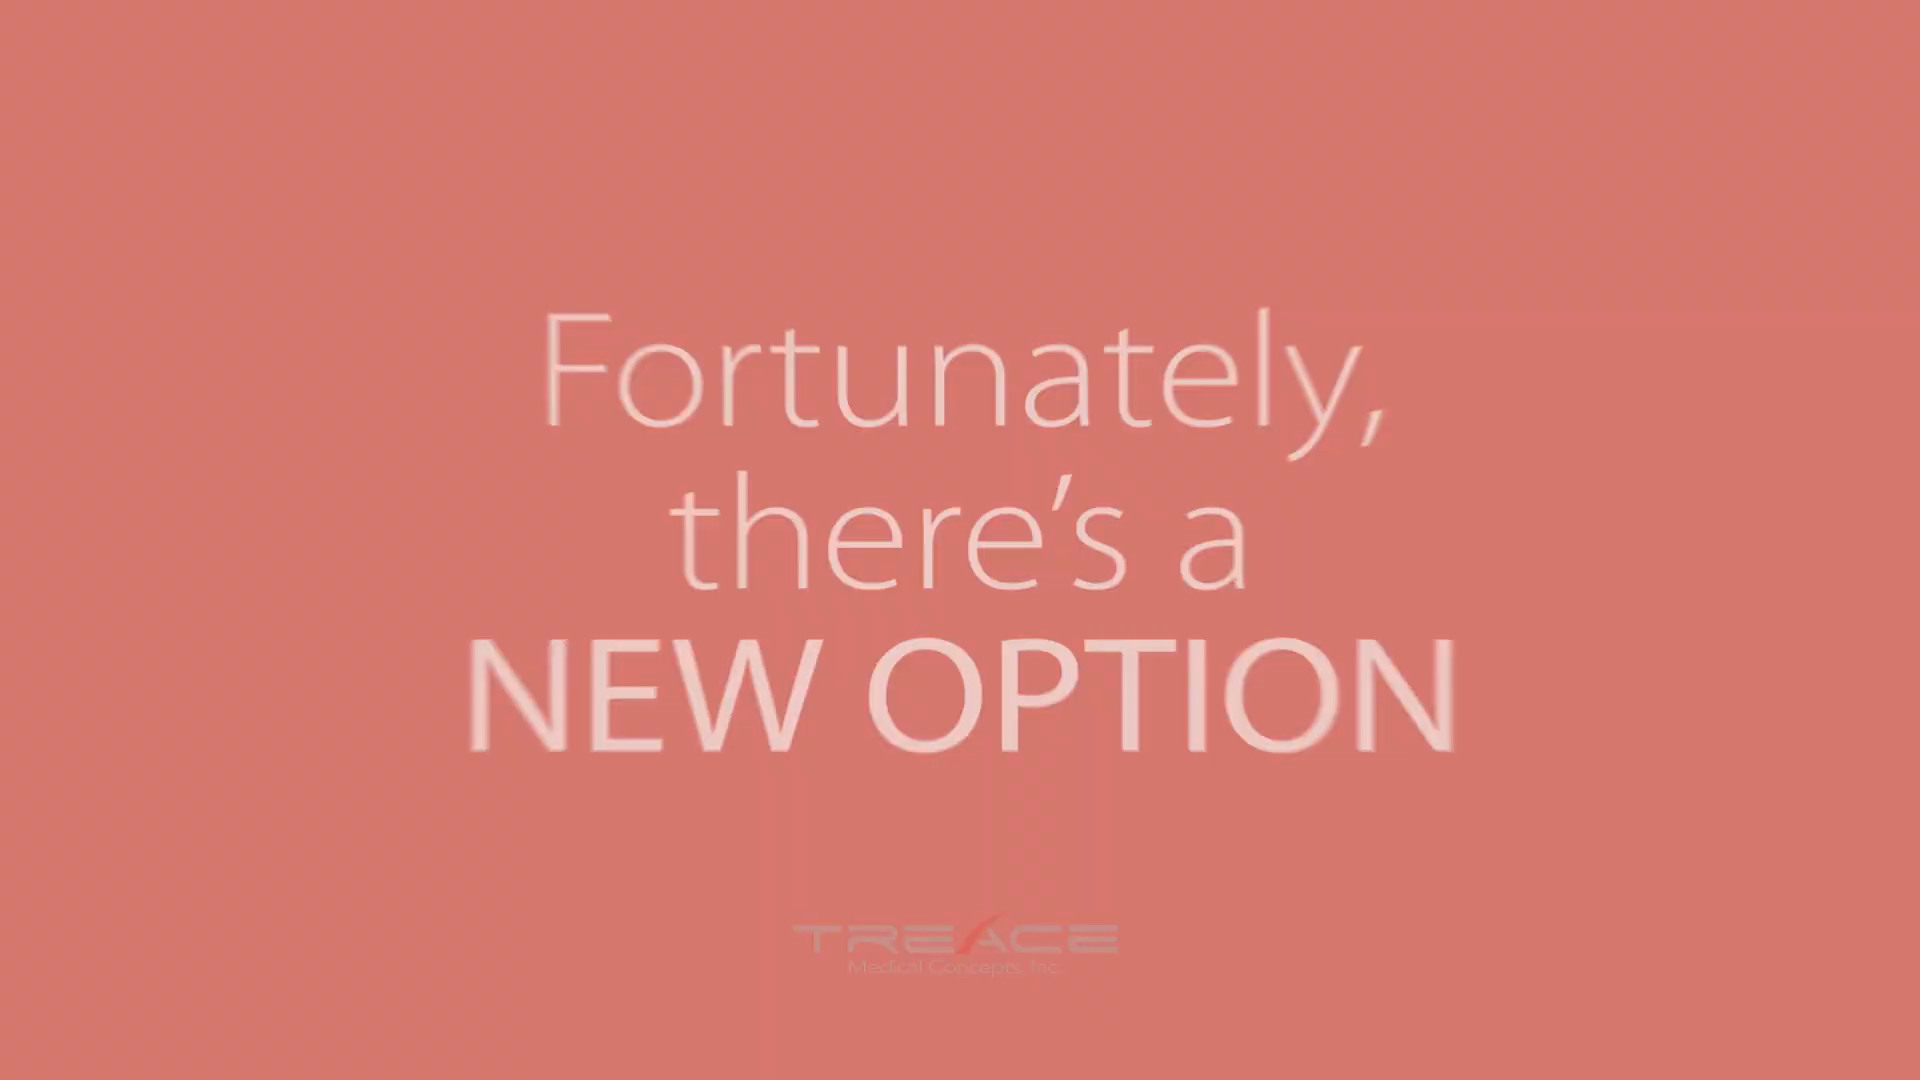 Fortunately,
there’s a
NEW OPTION
TREACE
Medical Concepts, Inc.